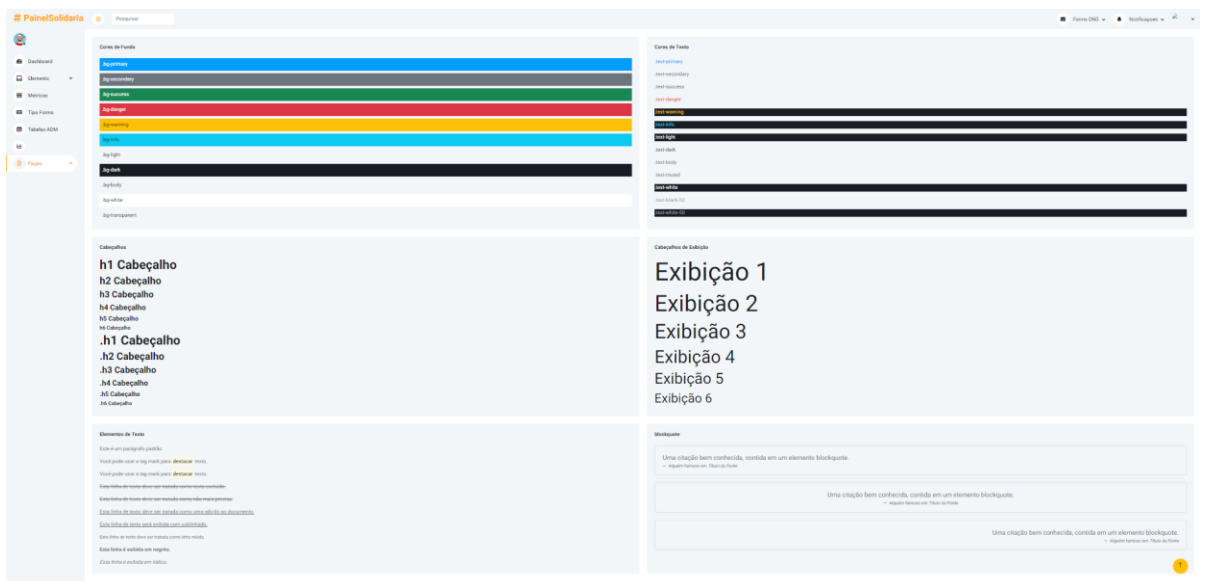 # PainelSolidaria
Pesquisar
Forms ONG
Notificaçoes
Dashboard
Elemento
Metricas
Tipo Forms
Tabelas ADM
Pages
Cores de Fundo
.bg-primary
.bg-secondary
.bg-success
.bg-danger
.bg-warning
.bg-info
.bg-light
.bg-dark
.bg-body
.bg-white
.bg-transparent
Cores de Texto
.text-primary
.text-secondary
.text-success
.text-danger
.text-warning
.text-info
.text-light
.text-dark
.text-body
.text-muted
.text-white
.text-black-50
.text-white-50
Cabeçalhos
h1 Cabeçalho
h2 Cabeçalho
h3 Cabeçalho
h4 Cabeçalho
h5 Cabeçalho
h6 Cabeçalho
.h1 Cabeçalho
.h2 Cabeçalho
.h3 Cabeçalho
.h4 Cabeçalho
.h5 Cabeçalho
.h6 Cabeçalho
Cabeçalhos de Exibição
Exibição 1
Exibição 2
Exibição 3
Exibição 4
Exibição 5
Exibição 6
Elementos de Texto
Este é um parágrafo padrão.
Você pode usar a tag mark para destacar texto.
Você pode usar a tag mark para destacar texto.
Esta linha de texto deve ser tratada como texto excluído.
Esta linha de texto deve ser tratada como não mais precisa.
Esta linha de texto deve ser tratada como uma adição ao documento.
Esta linha de texto será exibida com sublinhado.
Esta linha de texto deve ser tratada como letra miúda.
Esta linha é exibida em negrito.
Esta linha é exibida em itálico.
blockquote
Uma citação bem conhecida, contida em um elemento blockquote.
— Alguém famoso em Título da Fonte
Uma citação bem conhecida, contida em um elemento blockquote.
— Alguém famoso em Título da Fonte
Uma citação bem conhecida, contida em um elemento blockquote.
— Alguém famoso em Título da Fonte